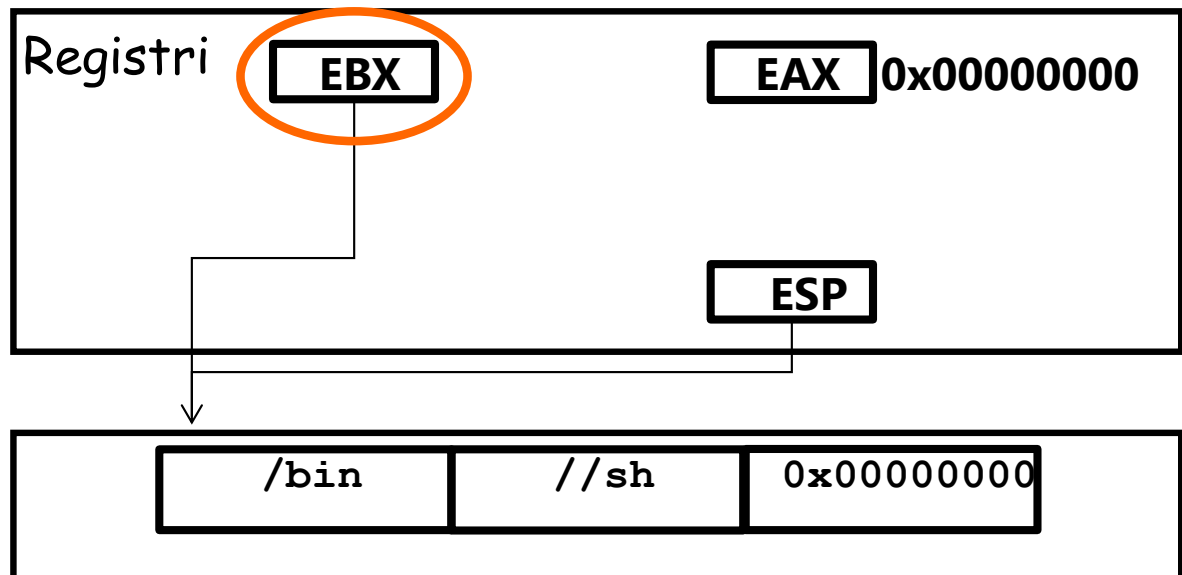 Registri
EBX
EAX 0x00000000
ESP
/bin //sh 0x00000000